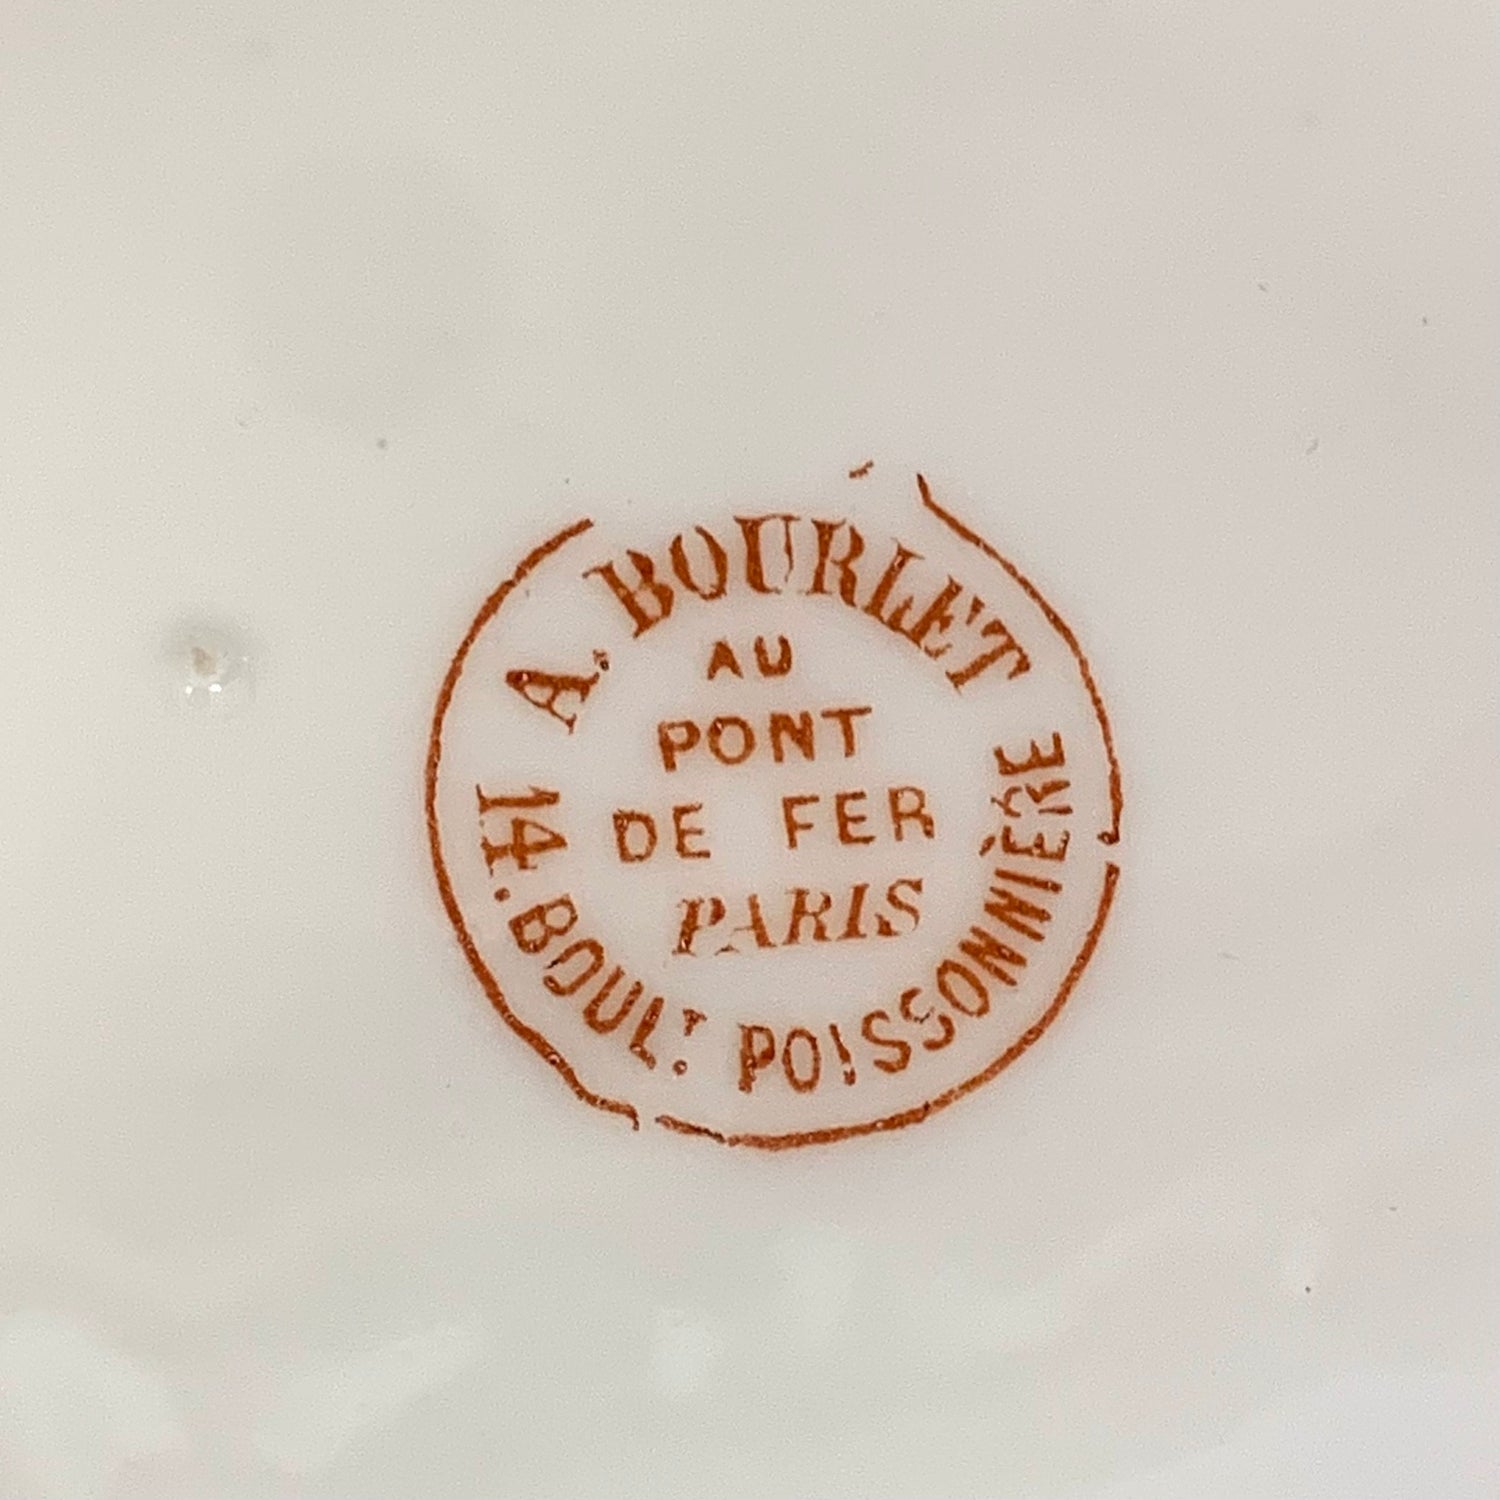 A. BOURLET
AU
PONT
DE FER
PARIS
14. BOULT POISSONNIÈRE